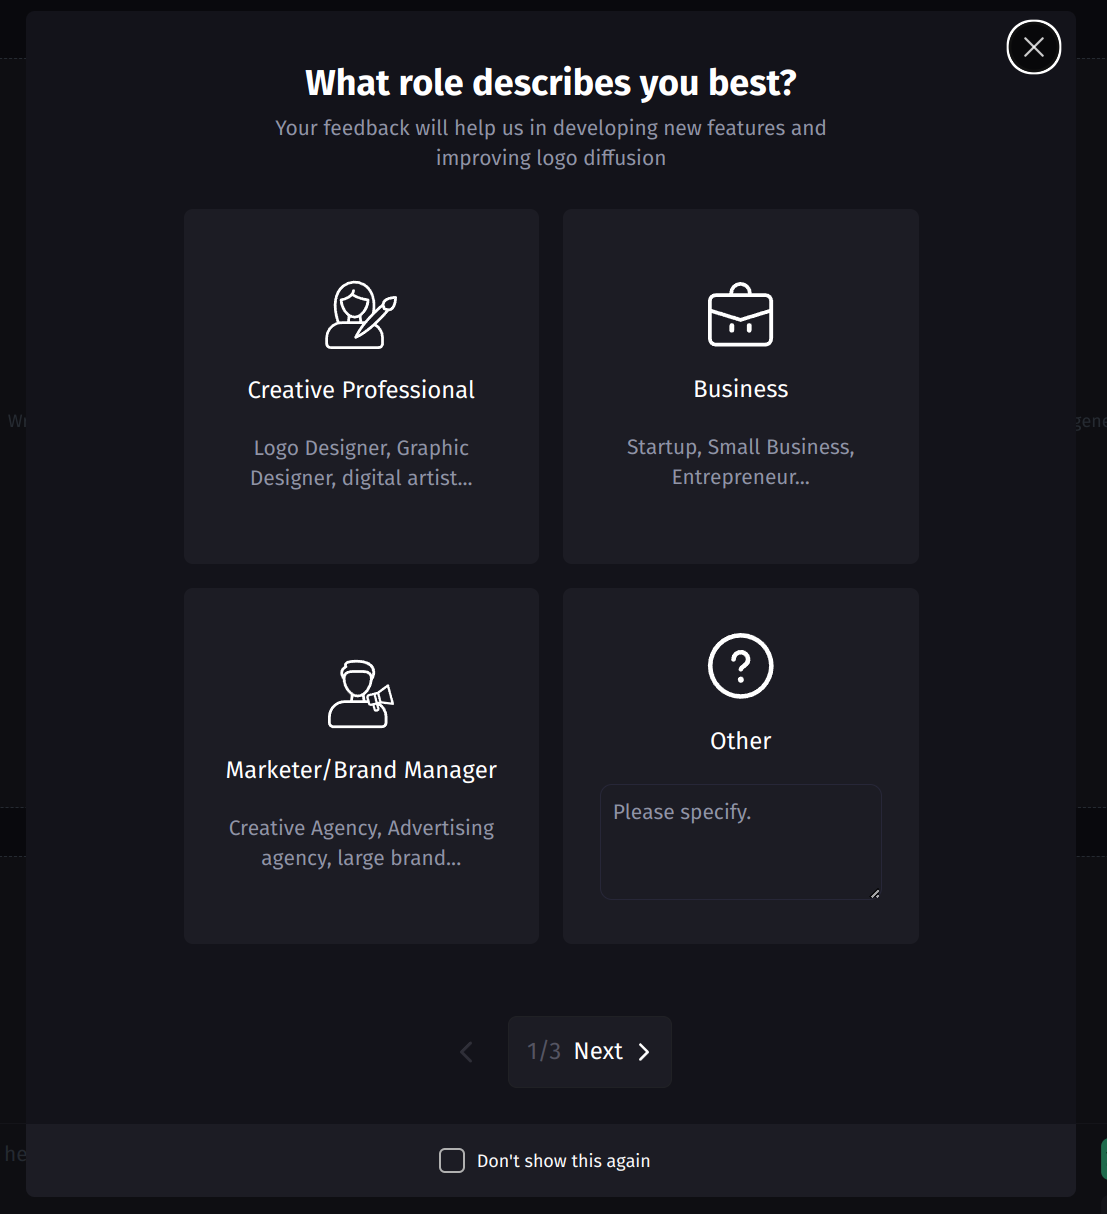 What role describes you best?
Your feedback will help us in developing new features and
improving logo diffusion
Creative Professional
Logo Designer, Graphic
Designer, digital artist...
Business
Startup, Small Business,
Entrepreneur...
Marketer/Brand Manager
Creative Agency, Advertising
agency, large brand...
Other
Please specify.
1/3 Next
Don't show this again